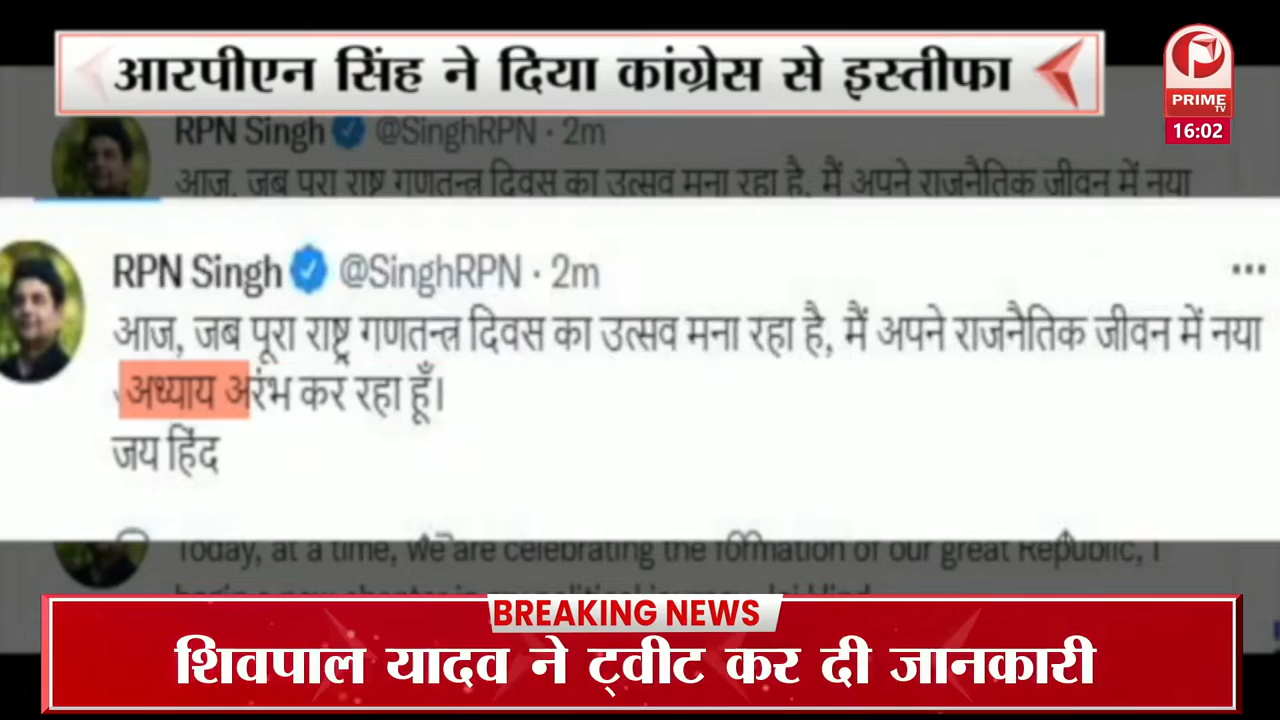 आरपीएन सिंह ने दिया कांग्रेस से इस्तीफा
PRIME
TV
16:02
RPN Singh @SinghRPN · 2m
आज, जब पूरा राष्ट्र गणतन्त्र दिवस का उत्सव मना रहा है, मैं अपने राजनैतिक जीवन में नया
RPN Singh @SinghRPN · 2m
आज, जब पूरा राष्ट्र गणतन्त्र दिवस का उत्सव मना रहा है, मैं अपने राजनैतिक जीवन में नया
अध्याय अरंभ कर रहा हूँ।
जय हिंद
Today, at a time, we are celebrating the formation of our great Republic, I
BREAKING NEWS
शिवपाल यादव ने ट्वीट कर दी जानकारी